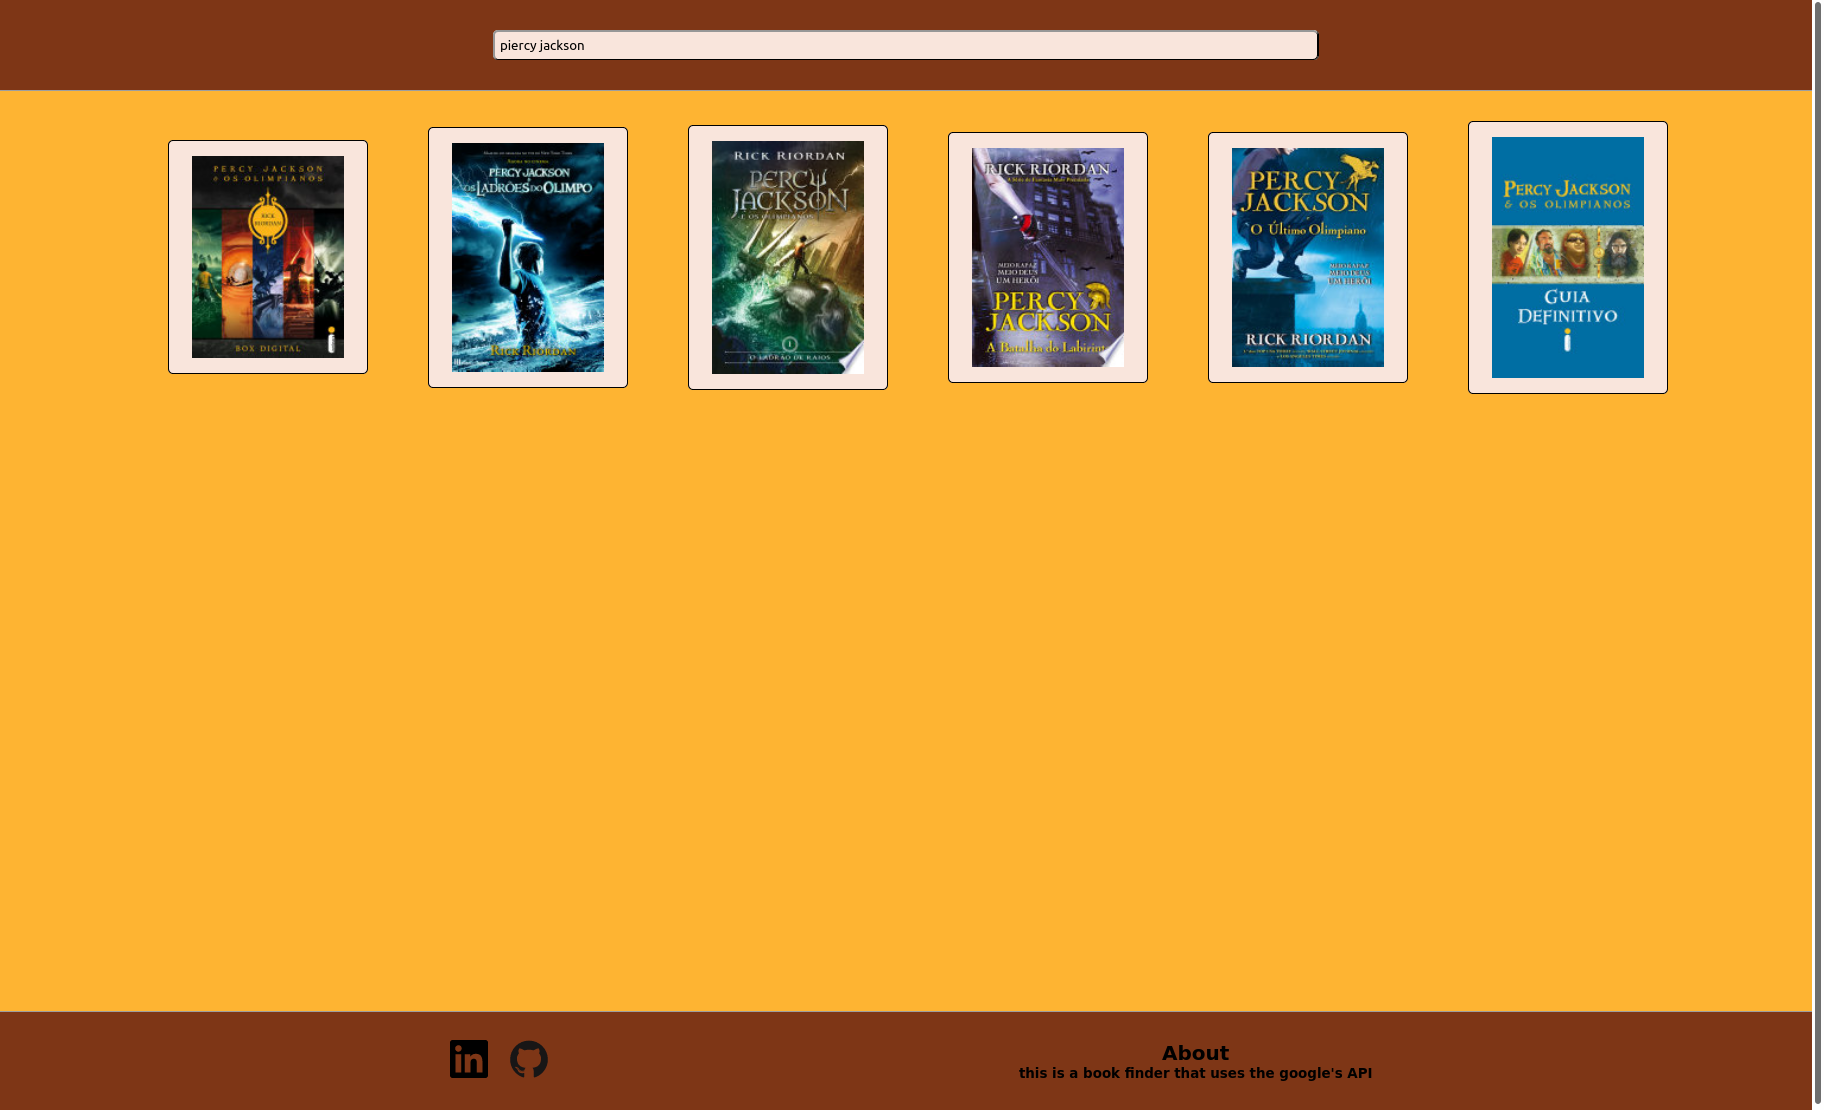 piercy jackson
PERCY JACKSON
& OS OLIMPIANOS
RICK
RIORDAN
BOX DIGITAL
PERCY JACKSON
OS LADRÕES DO OLIMPO
RICK RIORDAN
RICK RIORDAN
PERCY
JACKSON
E OS OLIMPIANOS
1
O LADRÃO DE RAIOS
RICK RIORDAN
MEIO RAPAZ
MEIO DEUS
UM HERÓI
PERCY
JACKSON
A Batalha do Labirint
PERCY
JACKSON
O Último Olimpiano
MEIO RAPAZ
MEIO DEUS
UM HERÓI
RICK RIORDAN
PERCY JACKSON
& OS OLIMPIANOS
GUIA
DEFINITIVO
in
About
this is a book finder that uses the google's API